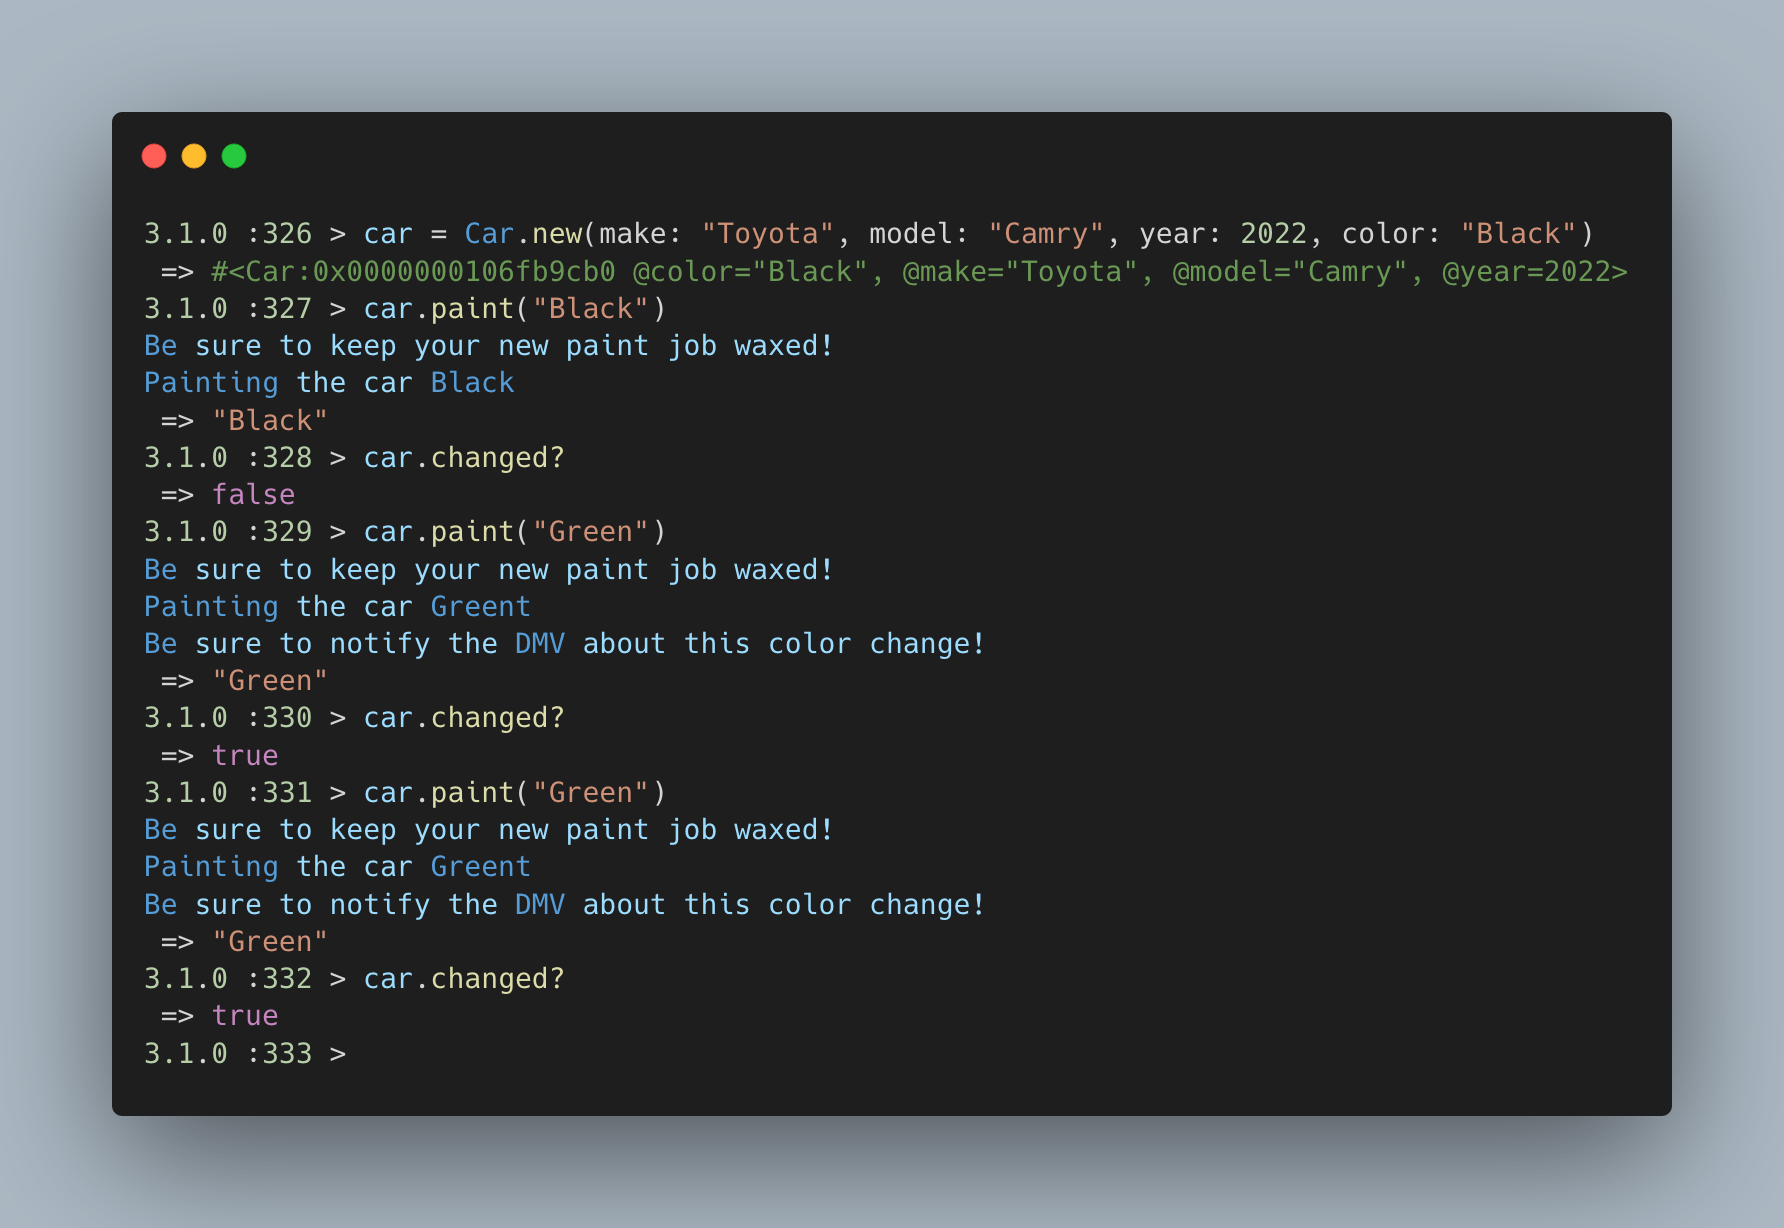 3.1.0 :326 > car = Car.new(make: "Toyota", model: "Camry", year: 2022, color: "Black")
 => #<Car:0x0000000106fb9cb0 @color="Black", @make="Toyota", @model="Camry", @year=2022>
3.1.0 :327 > car.paint("Black")
Be sure to keep your new paint job waxed!
Painting the car Black
 => "Black"
3.1.0 :328 > car.changed?
 => false
3.1.0 :329 > car.paint("Green")
Be sure to keep your new paint job waxed!
Painting the car Greent
Be sure to notify the DMV about this color change!
 => "Green"
3.1.0 :330 > car.changed?
 => true
3.1.0 :331 > car.paint("Green")
Be sure to keep your new paint job waxed!
Painting the car Greent
Be sure to notify the DMV about this color change!
 => "Green"
3.1.0 :332 > car.changed?
 => true
3.1.0 :333 >